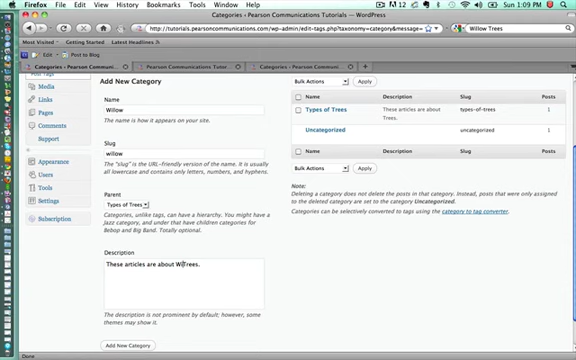 Firefox File Edit View History Bookmarks Tools Window Help
12
Sun 1:09 PM
Categories ‹ Pearson Communications Tutorials — WordPress
http://tutorials.pearsoncommunications.com/wp-admin/edit-tags.php?taxonomy=category&message=
Willow Trees
Most Visited Getting Started Latest Headlines
Edit Post to Blog
Categories ‹ Pearson Communi... Pearson Communications Tutor... Categories ‹ Pearson Communi...
Post Tags
Media
Links
Pages
Comments
Support
Appearance
Users
Tools
Settings
Subscription
Add New Category
Name
Willow
The name is how it appears on your site.
Slug
willow
The "slug" is the URL-friendly version of the name. It is usually
all lowercase and contains only letters, numbers, and hyphens.
Parent
Types of Trees
Categories, unlike tags, can have a hierarchy. You might have a
Jazz category, and under that have children categories for
Bebop and Big Band. Totally optional.
Description
These articles are about WiTrees.
The description is not prominent by default; however, some
themes may show it.
Add New Category
Bulk Actions Apply
Name Description Slug Posts
Types of Trees These articles are about types-of-trees 1
Trees.
Uncategorized uncategorized 1
Name Description Slug Posts
Bulk Actions Apply
Note:
Deleting a category does not delete the posts in that category. Instead, posts that were only assigned
to the deleted category are set to the category Uncategorized.
Categories can be selectively converted to tags using the category to tag converter.
Done